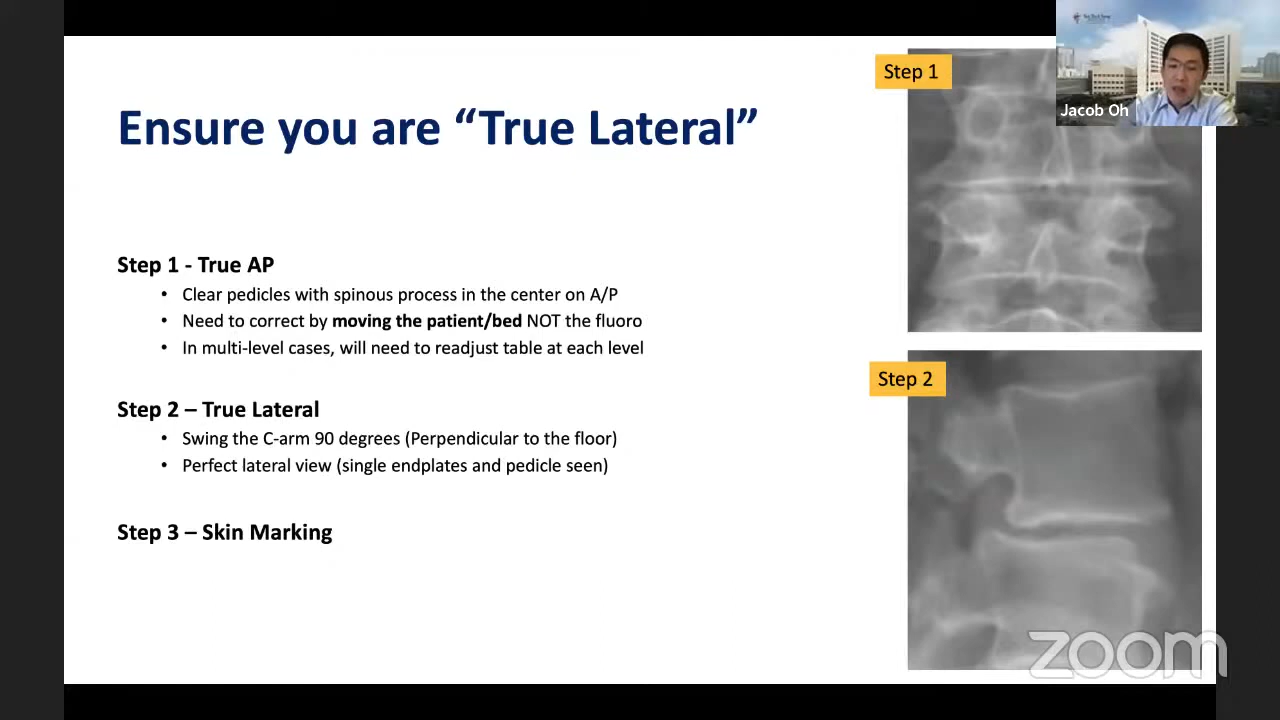 Ensure you are “True Lateral”
Step 1 - True AP
• Clear pedicles with spinous process in the center on A/P
• Need to correct by moving the patient/bed NOT the fluoro
• In multi-level cases, will need to readjust table at each level
Step 2 – True Lateral
• Swing the C-arm 90 degrees (Perpendicular to the floor)
• Perfect lateral view (single endplates and pedicle seen)
Step 3 – Skin Marking
Step 1
Jacob Oh
Step 2
zoom